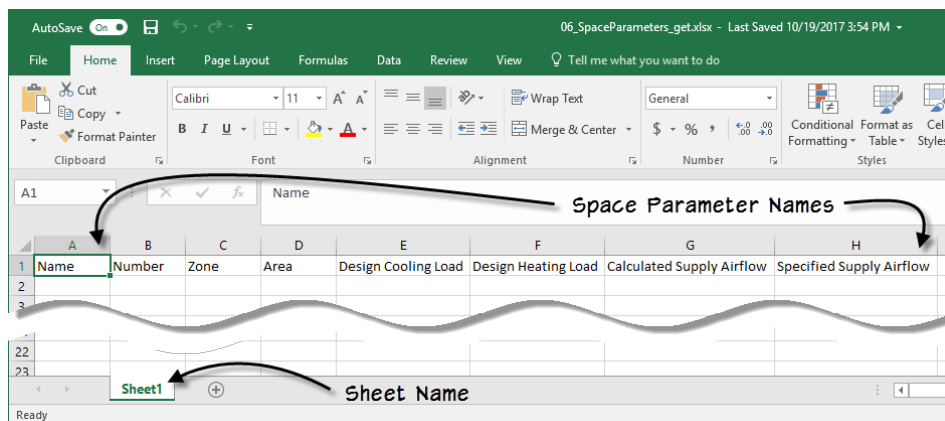 AutoSave On 06_SpaceParameters_get.xlsx - Last Saved 10/19/2017 3:54 PM
File Home Insert Page Layout Formulas Data Review View Tell me what you want to do
Cut
Calibri 11 A A Wrap Text General
Copy
Paste
Format Painter
B I U A Merge & Center $ % , Conditional Format as Cel
Formatting Table Styles
Clipboard Font Alignment Number Styles
A1 fx Name
Space Parameter Names
A B C D E F G H
1 Name Number Zone Area Design Cooling Load Design Heating Load Calculated Supply Airflow Specified Supply Airflow
2
3
22
23
Sheet1
Sheet Name
Ready